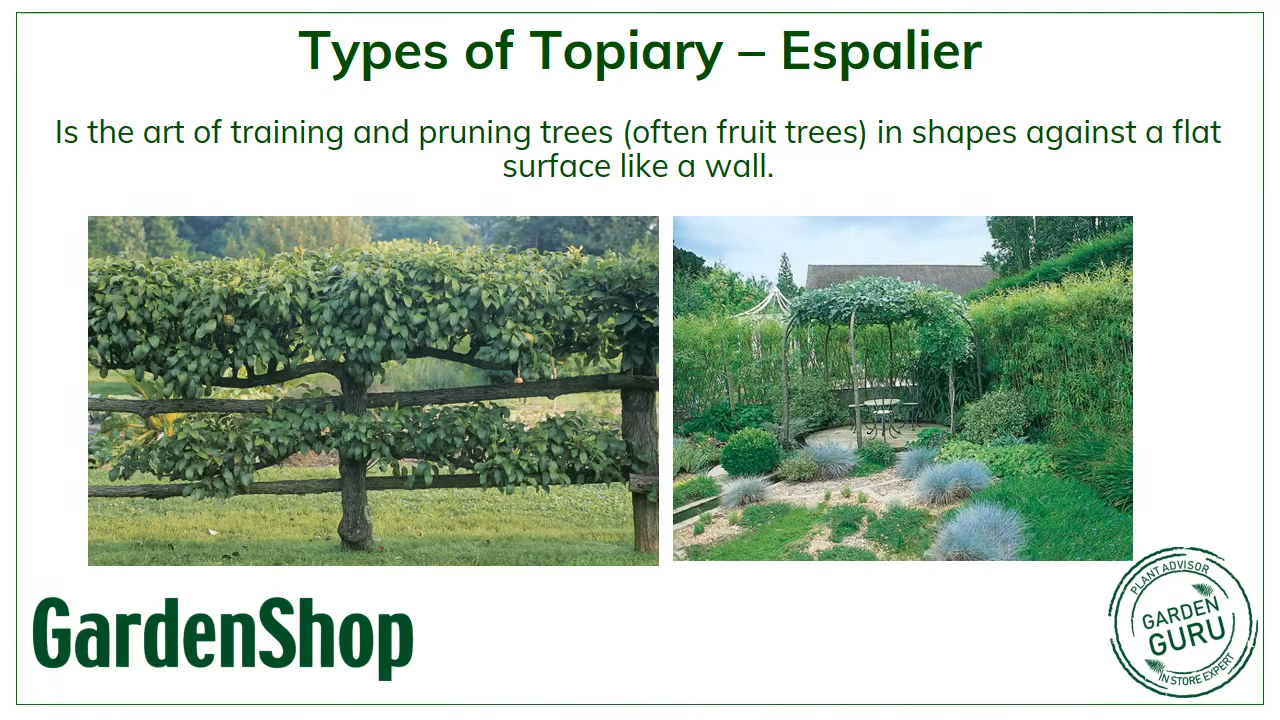 Types of Topiary – Espalier
Is the art of training and pruning trees (often fruit trees) in shapes against a flat
surface like a wall.
GardenShop
PLANT ADVISOR
GARDEN
GURU
IN STORE EXPERT